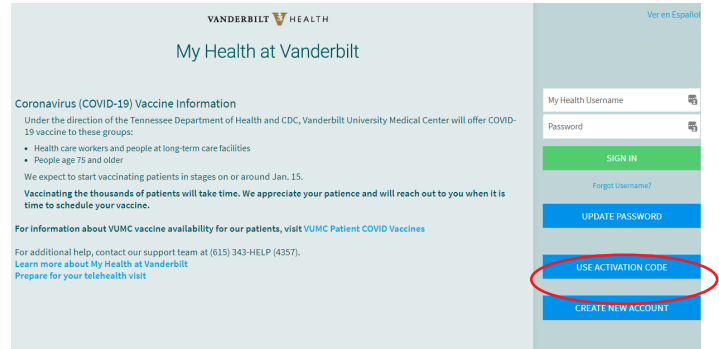 VANDERBILT HEALTH
Ver en Español
My Health at Vanderbilt
Coronavirus (COVID-19) Vaccine Information
Under the direction of the Tennessee Department of Health and CDC, Vanderbilt University Medical Center will offer COVID-
19 vaccine to these groups:
• Health care workers and people at long-term care facilities
• People age 75 and older
We expect to start vaccinating patients in stages on or around Jan. 15.
Vaccinating the thousands of patients will take time. We appreciate your patience and will reach out to you when it is
time to schedule your vaccine.
For information about VUMC vaccine availability for our patients, visit VUMC Patient COVID Vaccines
For additional help, contact our support team at (615) 343-HELP (4357).
Learn more about My Health at Vanderbilt
Prepare for your telehealth visit
My Health Username
Password
SIGN IN
Forgot Username?
UPDATE PASSWORD
USE ACTIVATION CODE
CREATE NEW ACCOUNT